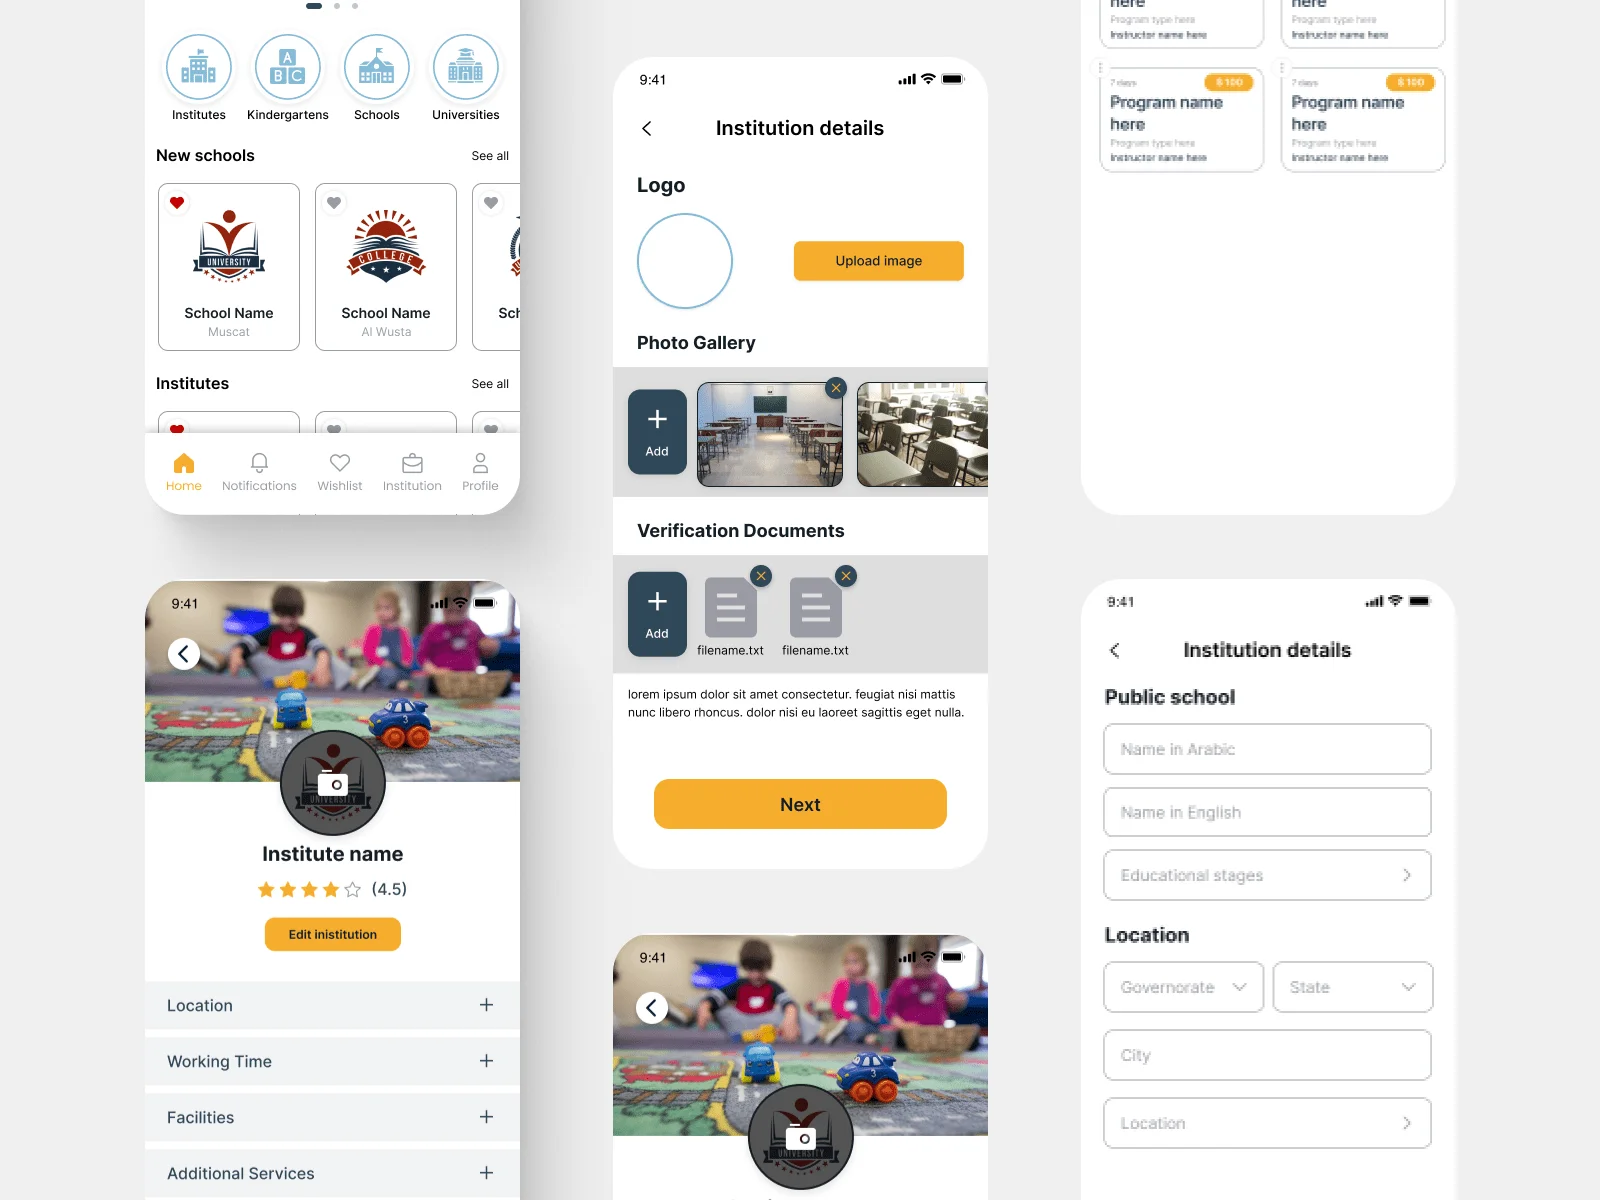 Institutes
Kindergartens
Schools
Universities
A
B C
New schools
See all
UNIVERSITY
School Name
Muscat
COLLEGE
School Name
Al Wusta
Sch
Institutes
See all
Home
Notifications
Wishlist
Institution
Profile
9:41
UNIVERSITY
Institute name
(4.5)
Edit inistitution
Location
Working Time
Facilities
Additional Services
9:41
Institution details
Logo
Upload image
Photo Gallery
Add
Verification Documents
Add
filename.txt
filename.txt
lorem ipsum dolor sit amet consectetur. feugiat nisi mattis
nunc libero rhoncus. dolor nisi eu laoreet sagittis eget nulla.
Next
9:41
3
UNIVERSITY
here
Program type here
Instructor name here
here
Program type here
Instructor name here
7 days
Program name
here
Program type here
Instructor name here
7 days
Program name
here
Program type here
Instructor name here
9:41
Institution details
Public school
Name in Arabic
Name in English
Educational stages
Location
Governorate
State
City
Location